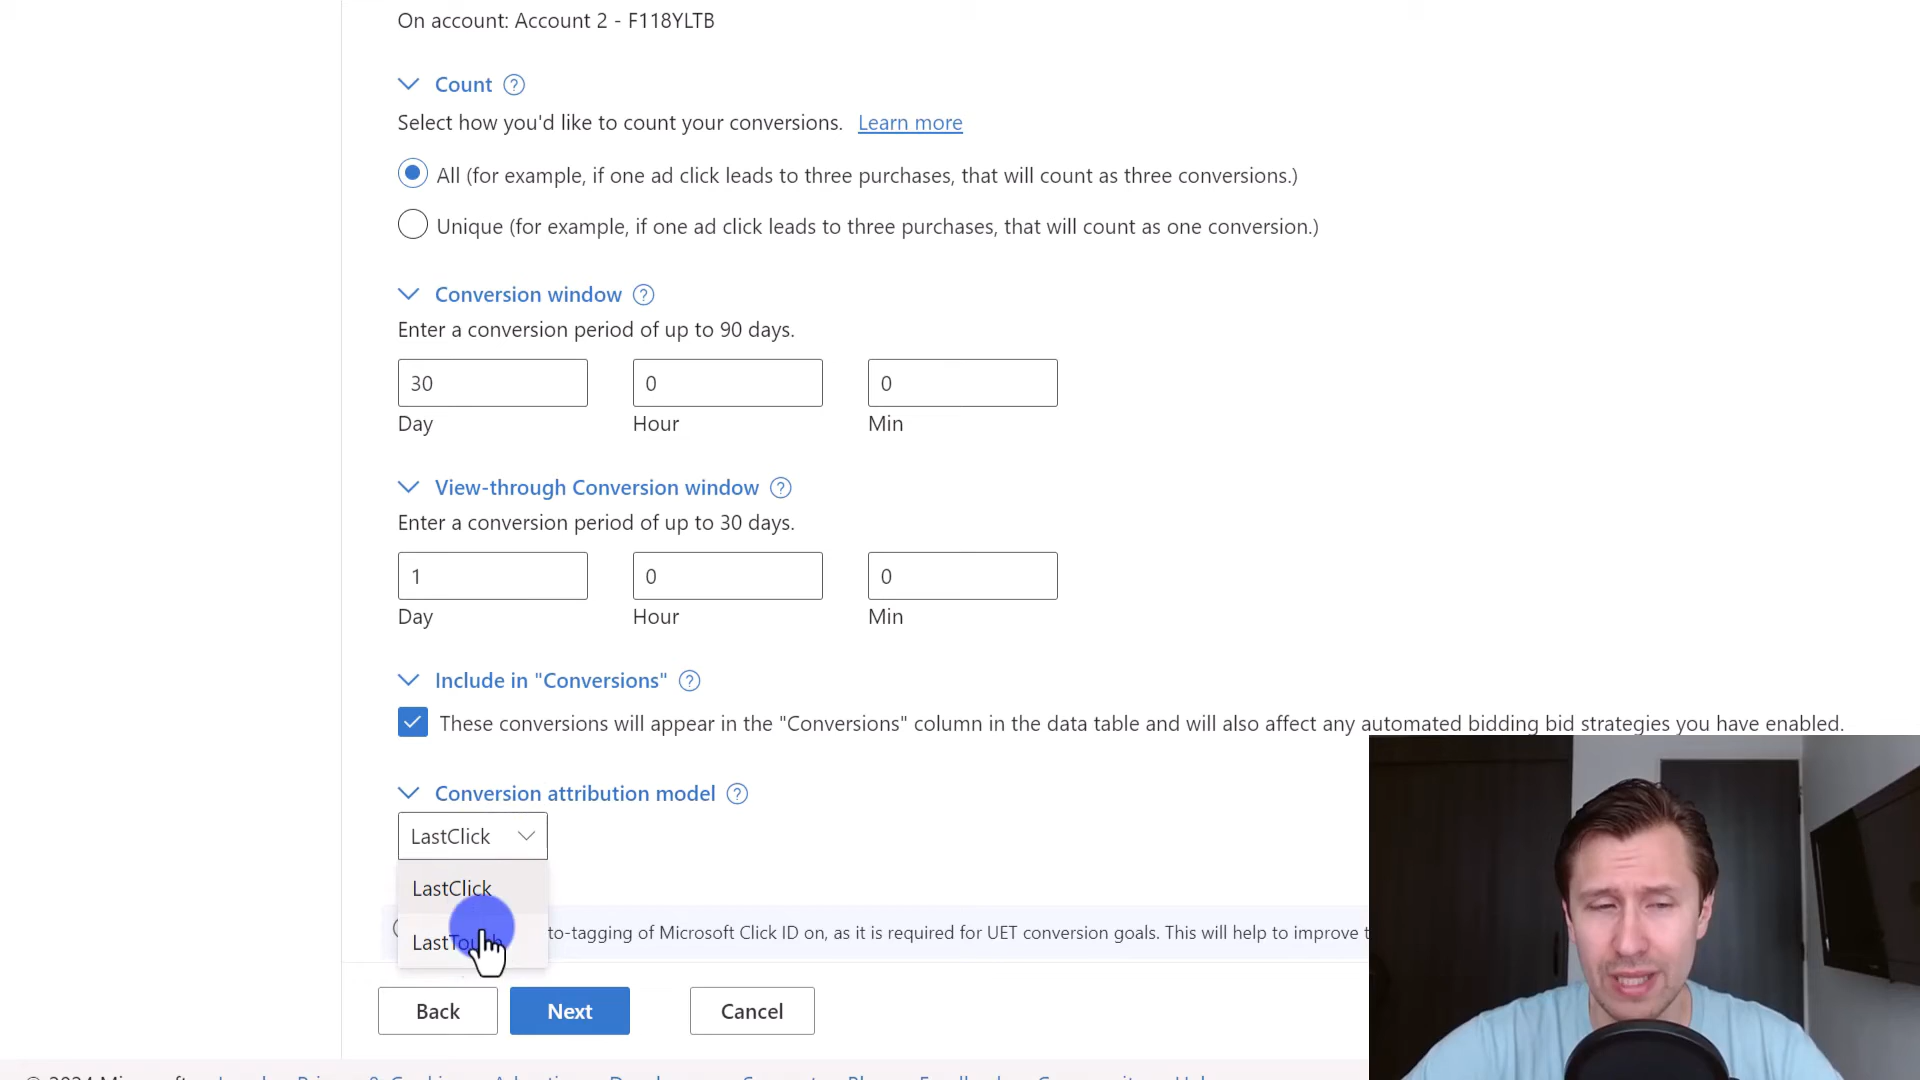 On account: Account 2 - F118YLTB
Count
Select how you'd like to count your conversions. Learn more
All (for example, if one ad click leads to three purchases, that will count as three conversions.)
Unique (for example, if one ad click leads to three purchases, that will count as one conversion.)
Conversion window
Enter a conversion period of up to 90 days.
30 0 0
Day Hour Min
View-through Conversion window
Enter a conversion period of up to 30 days.
1 0 0
Day Hour Min
Include in "Conversions"
These conversions will appear in the "Conversions" column in the data table and will also affect any automated bidding bid strategies you have enabled.
Conversion attribution model
LastClick
LastClick
to-tagging of Microsoft Click ID on, as it is required for UET conversion goals. This will help to improve
Back Next Cancel